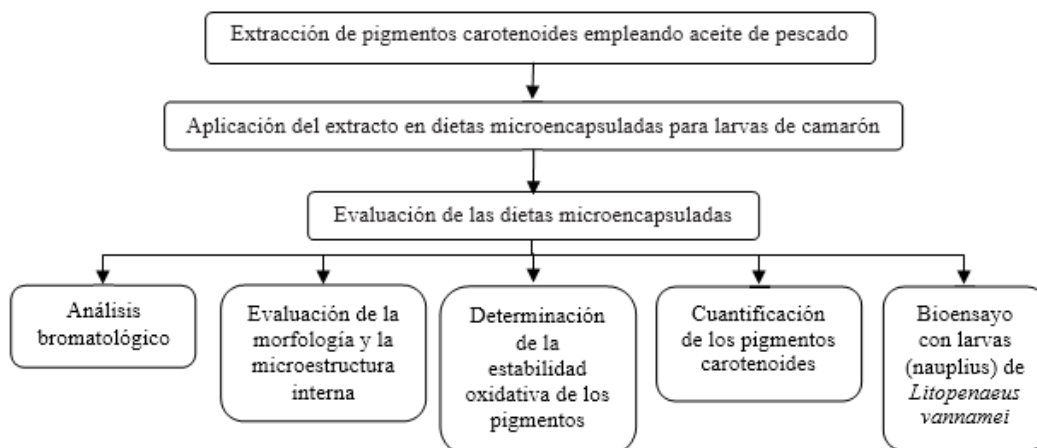 Extracción de pigmentos carotenoides empleando aceite de pescado
Aplicación del extracto en dietas microencapsuladas para larvas de camarón
Evaluación de las dietas microencapsuladas
Análisis
bromatológico
Evaluación de la
morfología y la
microestructura
interna
Determinación
de la
estabilidad
oxidativa de los
pigmentos
Cuantificación
de los pigmentos
carotenoides
Bioensayo
con larvas
(nauplius) de
Litopenaeus
vannamei